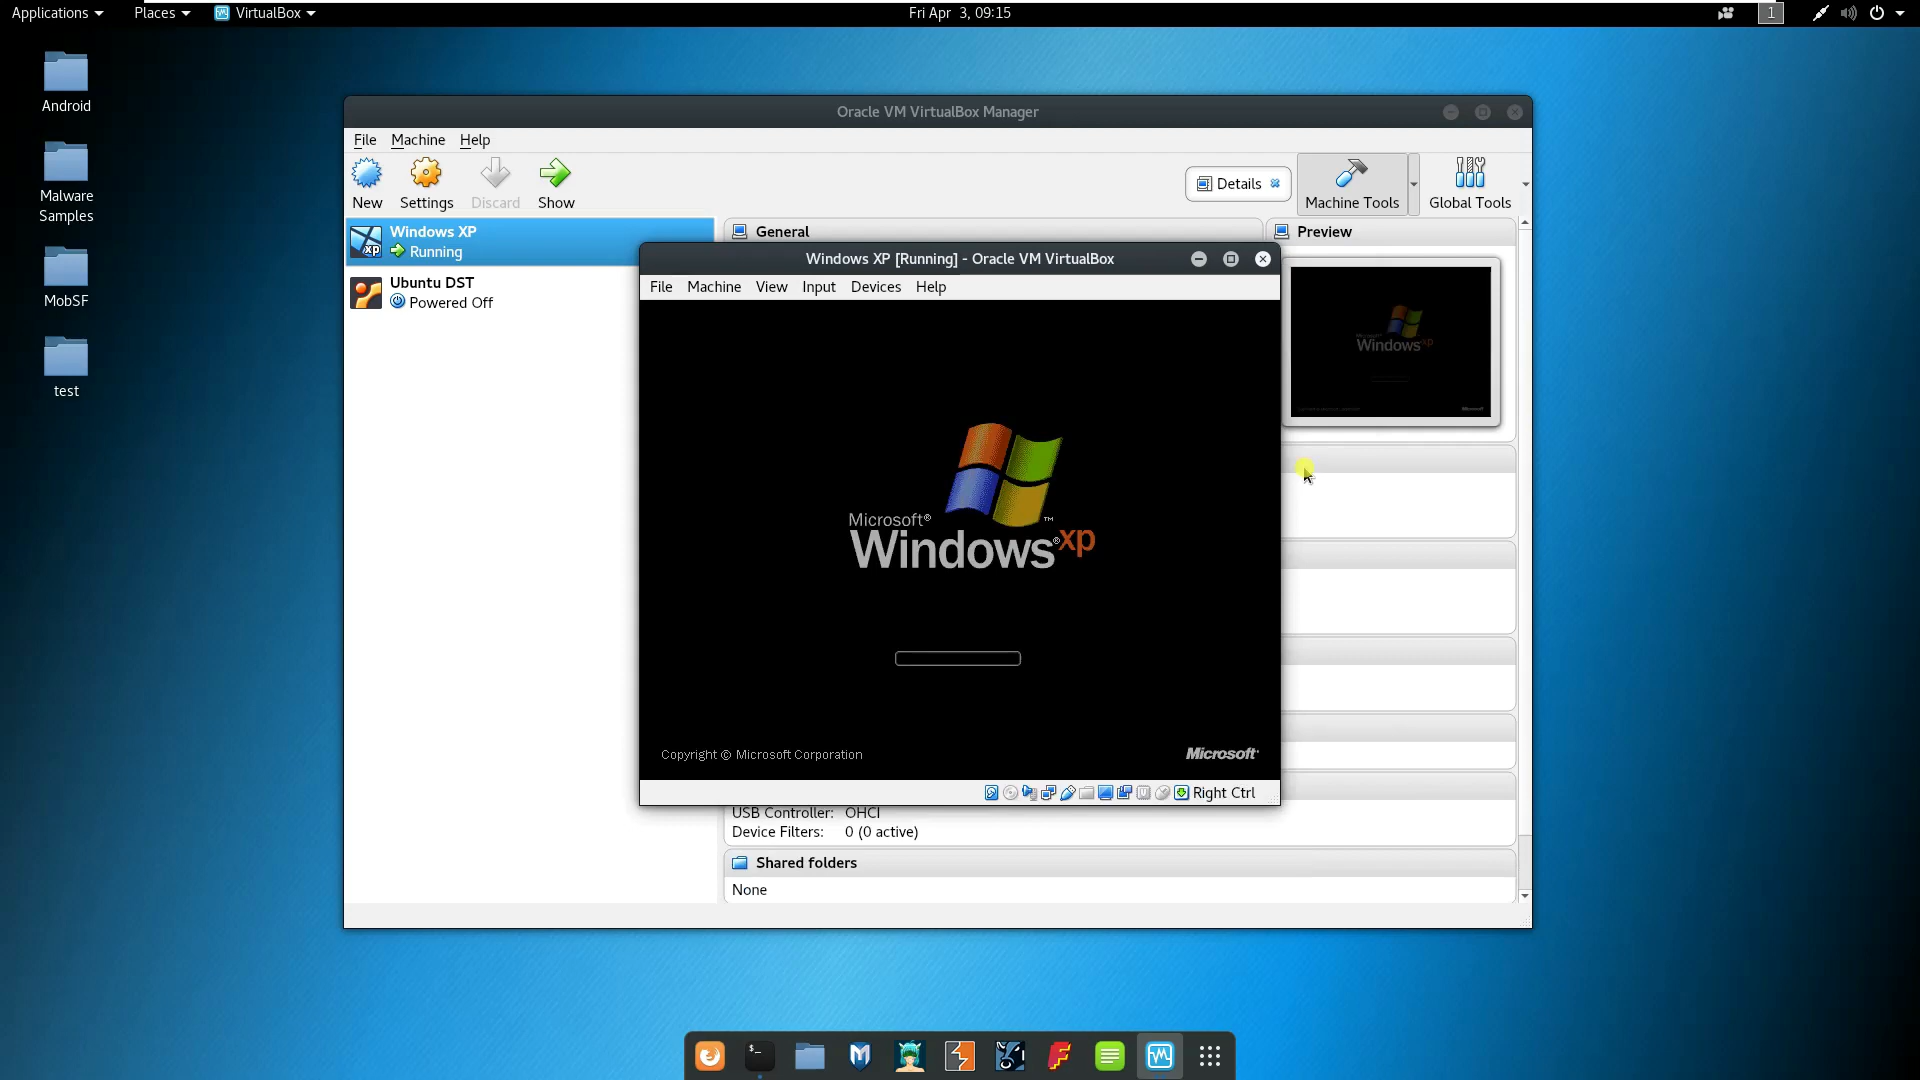 Applications Places VirtualBox Fri Apr 3, 09:15 1
Android
Malware
Samples
MobSF
test
Oracle VM VirtualBox Manager
File Machine Help
New Settings Discard Show Details Machine Tools Global Tools
Windows XP
Running
Ubuntu DST
Powered Off
General
Preview
Windows XP [Running] - Oracle VM VirtualBox
File Machine View Input Devices Help
Microsoft®
Windows® xp ™
Copyright © Microsoft Corporation Microsoft®
Right Ctrl
USB Controller: OHCI
Device Filters: 0 (0 active)
Shared folders
None